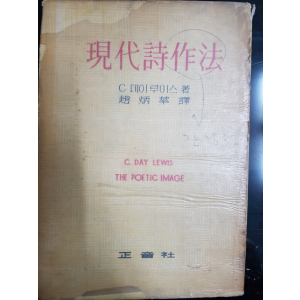 現代詩作法
C 데이루이스 著
趙炳華 譯
C. DAY LEWIS
THE POETIC IMAGE
正音社